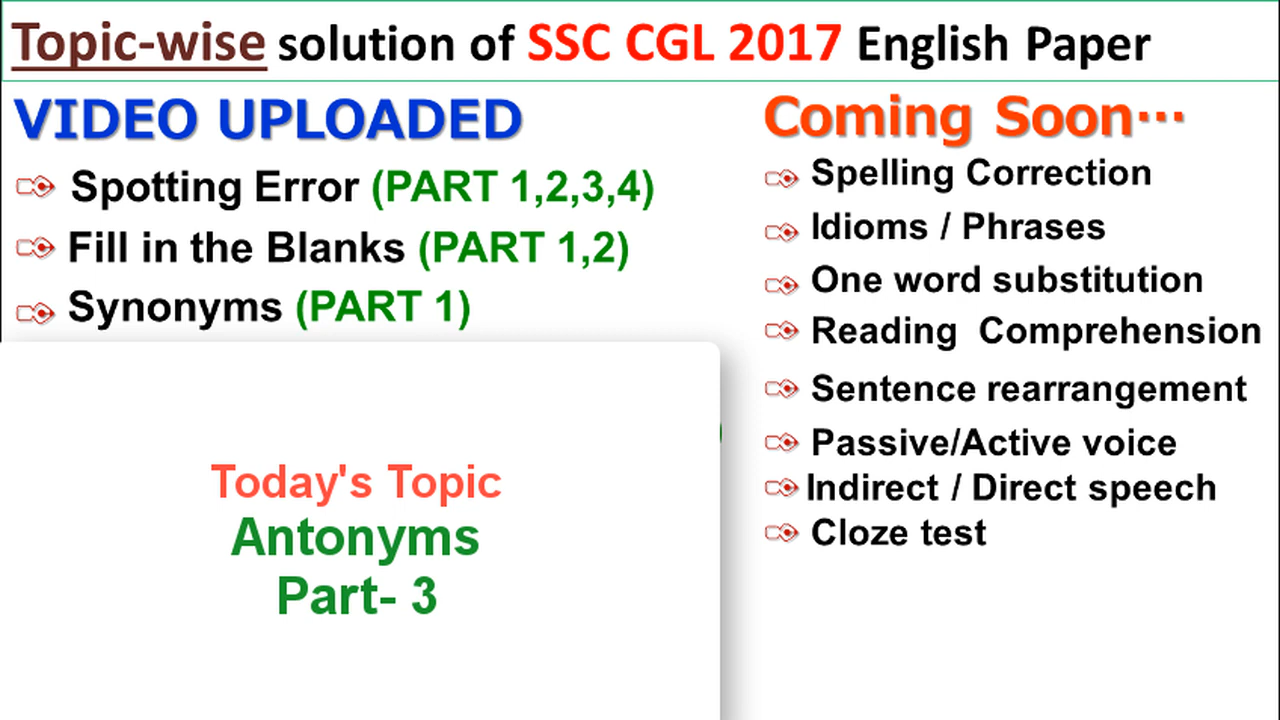 Topic-wise solution of SSC CGL 2017 English Paper
VIDEO UPLOADED
Spotting Error (PART 1,2,3,4)
Fill in the Blanks (PART 1,2)
Synonyms (PART 1)
Today's Topic
Antonyms
Part- 3
Coming Soon···
Spelling Correction
Idioms / Phrases
One word substitution
Reading Comprehension
Sentence rearrangement
Passive/Active voice
Indirect / Direct speech
Cloze test